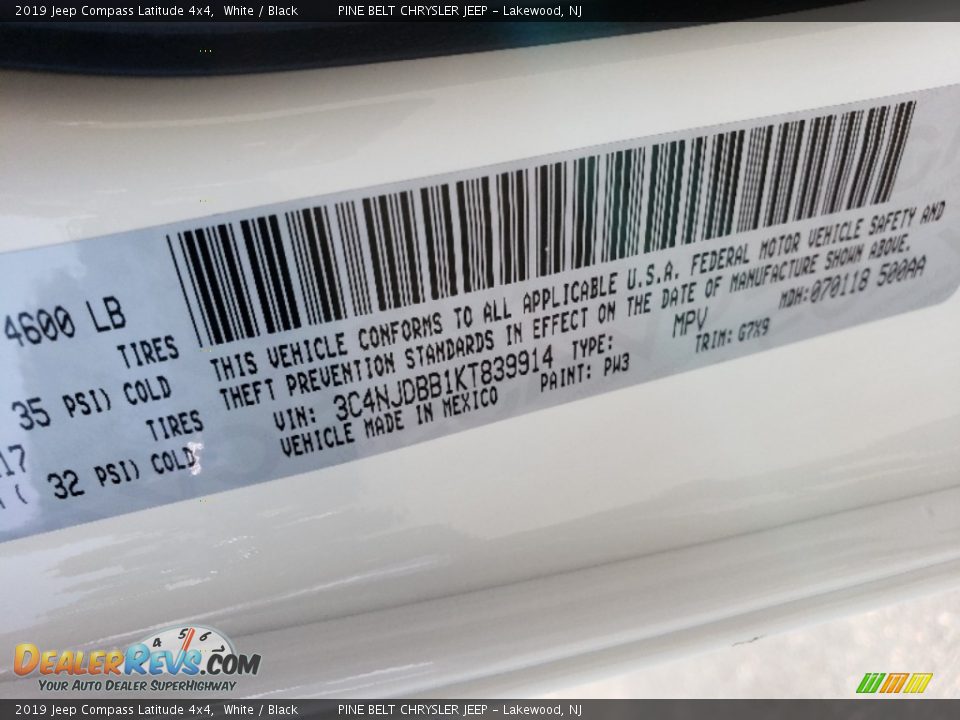 2019 Jeep Compass Latitude 4x4, White / Black PINE BELT CHRYSLER JEEP - Lakewood, NJ
4600 LB
TIRES
35 PSI) COLD
TIRES
( 32 PSI) COLD
THIS VEHICLE CONFORMS TO ALL APPLICABLE U.S.A. FEDERAL MOTOR VEHICLE SAFETY AND
THEFT PREVENTION STANDARDS IN EFFECT ON THE DATE OF MANUFACTURE SHOWN ABOVE.
VIN: 3C4NJDBB1KT839914 TYPE: MPV MDH:070118 500AA
VEHICLE MADE IN MEXICO PAINT: PW3 TRIM: G7X9
4 5 6
DEALERREVS.COM
YOUR AUTO DEALER SUPERHIGHWAY
2019 Jeep Compass Latitude 4x4, White / Black PINE BELT CHRYSLER JEEP - Lakewood, NJ